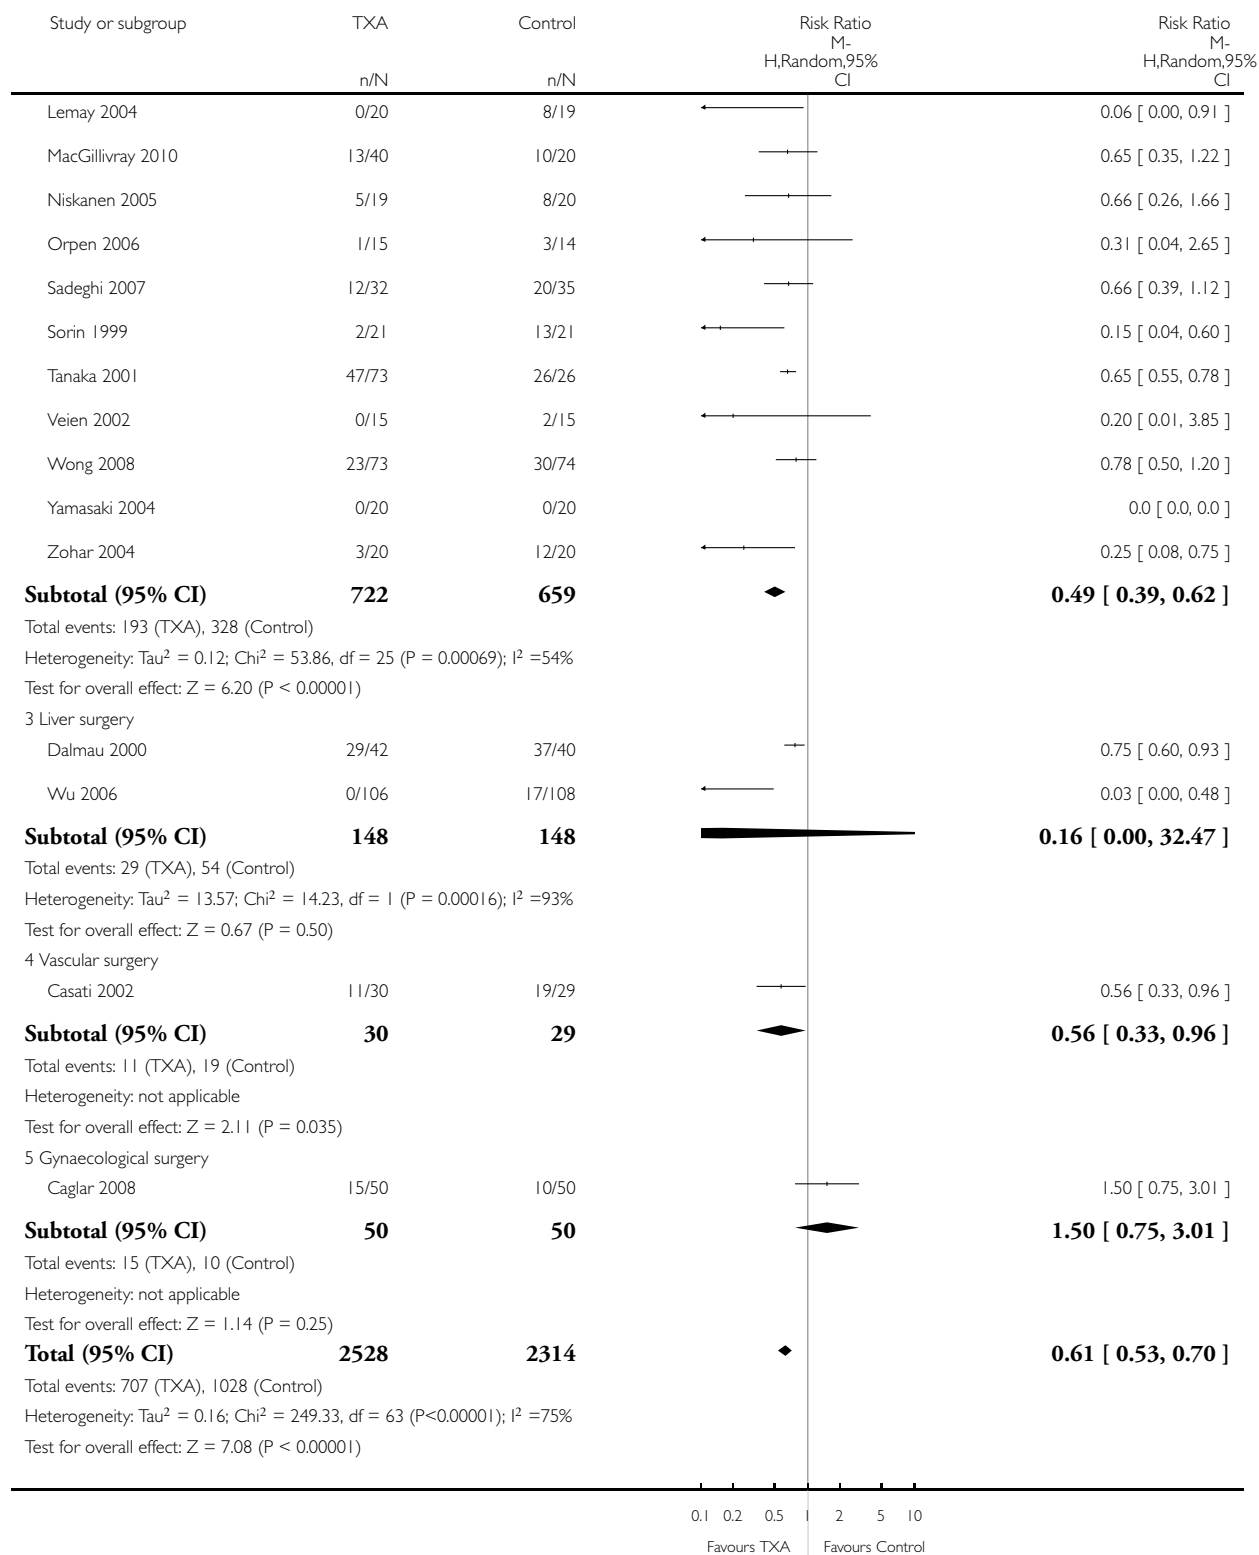 Study or subgroup TXA Control Risk Ratio Risk Ratio
M- M-
H,Random,95% H,Random,95%
n/N n/N CI CI
Lemay 2004 0/20 8/19 0.06 [ 0.00, 0.91 ]
MacGillivray 2010 13/40 10/20 0.65 [ 0.35, 1.22 ]
Niskanen 2005 5/19 8/20 0.66 [ 0.26, 1.66 ]
Orpen 2006 1/15 3/14 0.31 [ 0.04, 2.65 ]
Sadeghi 2007 12/32 20/35 0.66 [ 0.39, 1.12 ]
Sorin 1999 2/21 13/21 0.15 [ 0.04, 0.60 ]
Tanaka 2001 47/73 26/26 0.65 [ 0.55, 0.78 ]
Veien 2002 0/15 2/15 0.20 [ 0.01, 3.85 ]
Wong 2008 23/73 30/74 0.78 [ 0.50, 1.20 ]
Yamasaki 2004 0/20 0/20 0.0 [ 0.0, 0.0 ]
Zohar 2004 3/20 12/20 0.25 [ 0.08, 0.75 ]
Subtotal (95% CI) 722 659 0.49 [ 0.39, 0.62 ]
Total events: 193 (TXA), 328 (Control)
Heterogeneity: Tau² = 0.12; Chi² = 53.86, df = 25 (P = 0.00069); I² =54%
Test for overall effect: Z = 6.20 (P < 0.00001)
3 Liver surgery
Dalmau 2000 29/42 37/40 0.75 [ 0.60, 0.93 ]
Wu 2006 0/106 17/108 0.03 [ 0.00, 0.48 ]
Subtotal (95% CI) 148 148 0.16 [ 0.00, 32.47 ]
Total events: 29 (TXA), 54 (Control)
Heterogeneity: Tau² = 13.57; Chi² = 14.23, df = 1 (P = 0.00016); I² =93%
Test for overall effect: Z = 0.67 (P = 0.50)
4 Vascular surgery
Casati 2002 11/30 19/29 0.56 [ 0.33, 0.96 ]
Subtotal (95% CI) 30 29 0.56 [ 0.33, 0.96 ]
Total events: 11 (TXA), 19 (Control)
Heterogeneity: not applicable
Test for overall effect: Z = 2.11 (P = 0.035)
5 Gynaecological surgery
Caglar 2008 15/50 10/50 1.50 [ 0.75, 3.01 ]
Subtotal (95% CI) 50 50 1.50 [ 0.75, 3.01 ]
Total events: 15 (TXA), 10 (Control)
Heterogeneity: not applicable
Test for overall effect: Z = 1.14 (P = 0.25)
Total (95% CI) 2528 2314 0.61 [ 0.53, 0.70 ]
Total events: 707 (TXA), 1028 (Control)
Heterogeneity: Tau² = 0.16; Chi² = 249.33, df = 63 (P<0.00001); I² =75%
Test for overall effect: Z = 7.08 (P < 0.00001)
0.1 0.2 0.5 1 2 5 10
Favours TXA Favours Control